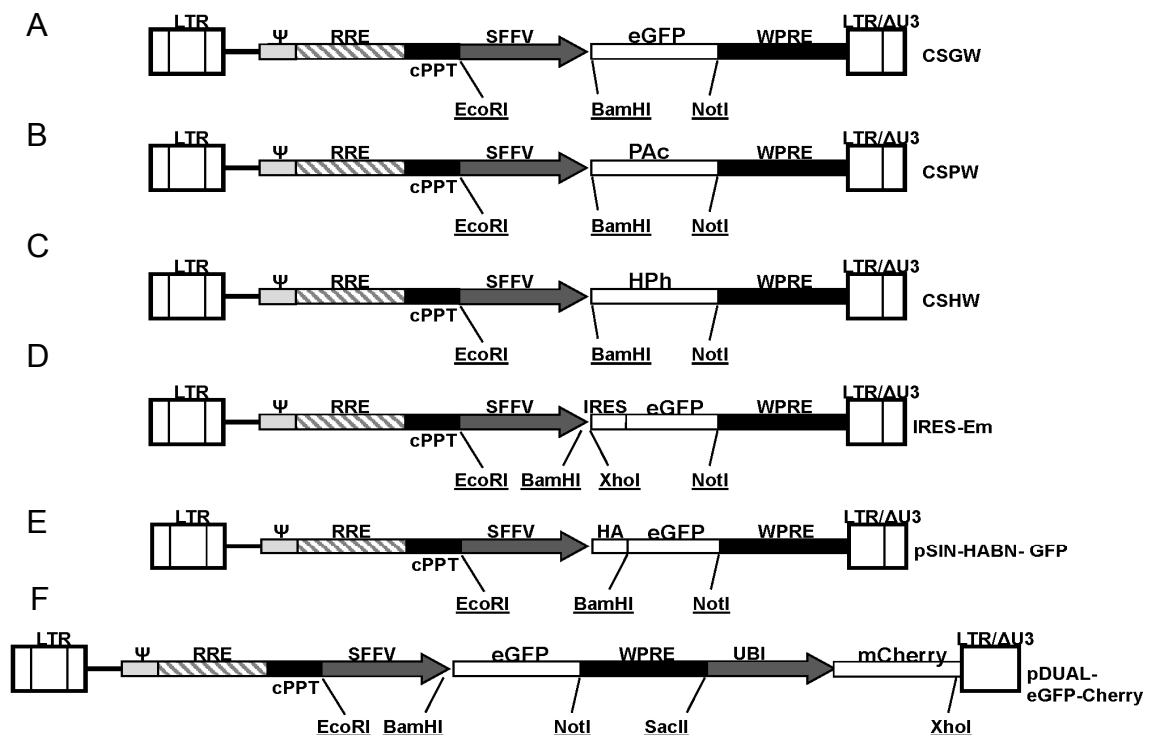 A
LTR Ψ RRE SFFV eGFP WPRE LTR/ΔU3
cPPT CSGW
EcoRI BamHI NotI
B
LTR Ψ RRE SFFV PAc WPRE LTR/ΔU3
cPPT CSPW
EcoRI BamHI NotI
C
LTR Ψ RRE SFFV HPh WPRE LTR/ΔU3
cPPT CSHW
EcoRI BamHI NotI
D
LTR Ψ RRE SFFV IRES eGFP WPRE LTR/ΔU3
cPPT IRES-Em
EcoRI BamHI XhoI NotI
E
LTR Ψ RRE SFFV HA eGFP WPRE LTR/ΔU3
cPPT pSIN-HABN- GFP
EcoRI BamHI NotI
F
LTR Ψ RRE SFFV eGFP WPRE UBI mCherry LTR/ΔU3
cPPT pDUAL-
eGFP-Cherry
EcoRI BamHI NotI SacII XhoI